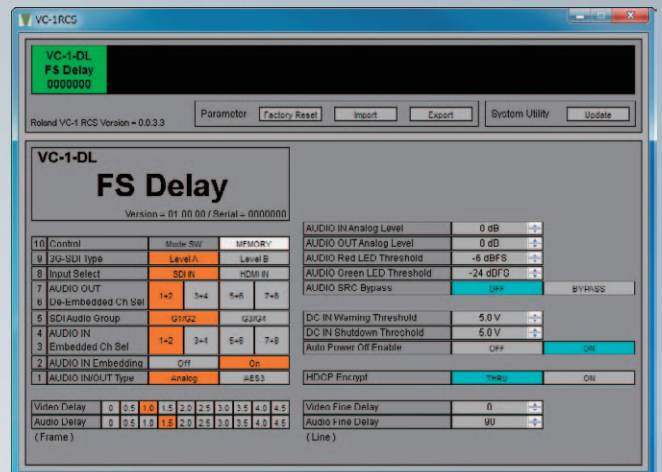 VC-1RCS
VC-1-DL
FS Delay
0000000
Roland VC-1 RCS Version = 0.0.3.3
Parameter Factory Reset Import Export
System Utility Update
VC-1-DL
FS Delay
Version = 01.00.00 / Serial = 0000000
10 Control Mode SW MEMORY
9 3G-SDI Type Level A Level B
8 Input Select SDI IN HDMI IN
7 AUDIO OUT
6 De-Embedded Ch Sel 1+2 3+4 5+6 7+8
5 SDI Audio Group G1/G2 G3/G4
4 AUDIO IN
3 Embedded Ch Sel 1+2 3+4 5+6 7+8
2 AUDIO IN Embedding Off On
1 AUDIO IN/OUT Type Analog AES3
Video Delay 0 0.5 1.0 1.5 2.0 2.5 3.0 3.5 4.0 4.5
Audio Delay 0 0.5 1.0 1.5 2.0 2.5 3.0 3.5 4.0 4.5
(Frame)
AUDIO IN Analog Level 0 dB
AUDIO OUT Analog Level 0 dB
AUDIO Red LED Threshold -6 dBFS
AUDIO Green LED Threshold -24 dBFS
AUDIO SRC Bypass OFF BYPASS
DC IN Warning Threshold 5.0 V
DC IN Shutdown Threshold 5.0 V
Auto Power Off Enable OFF ON
HDCP Encrypt THRU ON
Video Fine Delay 0
Audio Fine Delay 90
(Line)